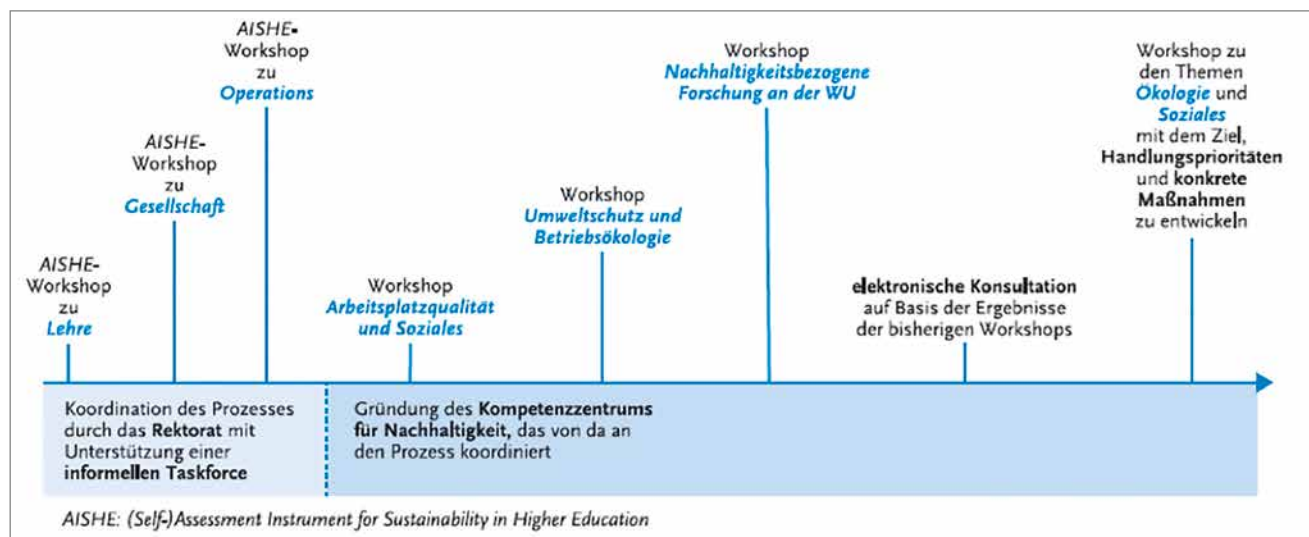 AISHE-
Workshop
zu
Lehre
AISHE-
Workshop
zu
Gesellschaft
AISHE-
Workshop
zu
Operations
Workshop
Arbeitsplatzqualität
und Soziales
Workshop
Umweltschutz und
Betriebsökologie
Workshop
Nachhaltigkeitsbezogene
Forschung an der WU
elektronische Konsultation
auf Basis der Ergebnisse
der bisherigen Workshops
Workshop zu
den Themen
Ökologie und
Soziales
mit dem Ziel,
Handlungsprioritäten
und konkrete
Maßnahmen
zu entwickeln
Koordination des Prozesses
durch das Rektorat mit
Unterstützung einer
informellen Taskforce
Gründung des Kompetenzzentrums
für Nachhaltigkeit, das von da an
den Prozess koordiniert
AISHE: (Self-)Assessment Instrument for Sustainability in Higher Education